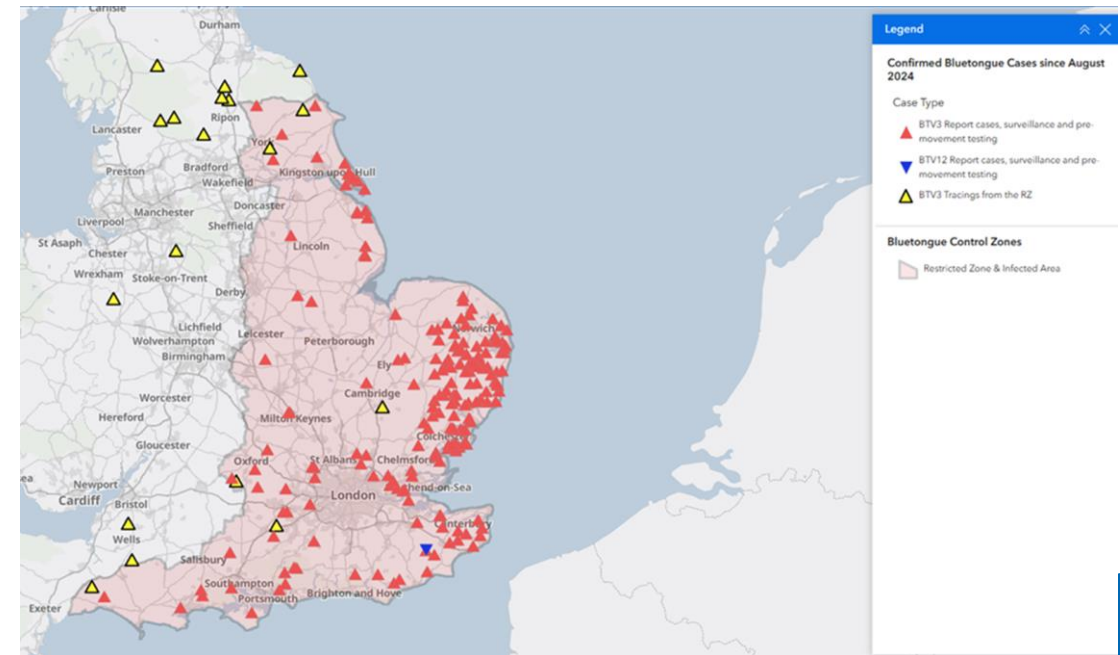 Carlisle
Durham
Ripon
Lancaster
York
Bradford
Preston
Kingston upon Hull
Wakefield
Doncaster
Manchester
Liverpool
Sheffield
St Asaph
Chester
Lincoln
Wrexham
Stoke-on-Trent
Derby
Norwich
Lichfield
Leicester
Wolverhampton
Peterborough
Birmingham
Ely
Cambridge
Worcester
Hereford
Milton Keynes
Colchester
Gloucester
Oxford
St Albans
Chelmsford
Newport
Southend-on-Sea
Cardiff
Bristol
London
Canterbury
Wells
Salisbury
Southampton
Portsmouth
Brighton and Hove
Exeter
Legend
Confirmed Bluetongue Cases since August
2024
Case Type
BTV3 Report cases, surveillance and pre-
movement testing
BTV12 Report cases, surveillance and pre-
movement testing
BTV3 Tracings from the RZ
Bluetongue Control Zones
Restricted Zone & Infected Area